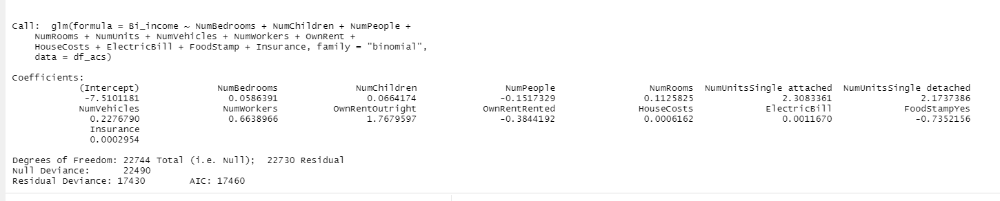 Call:  glm(formula = Bi_income ~ NumBedrooms + NumChildren + NumPeople +
    NumRooms + NumUnits + NumVehicles + NumWorkers + OwnRent +
    HouseCosts + ElectricBill + FoodStamp + Insurance, family = "binomial",
    data = df_acs)

Coefficients:
            (Intercept)              NumBedrooms              NumChildren                NumPeople                 NumRooms  NumUnitsSingle attached  NumUnitsSingle detached
             -7.5101181                0.0586391                0.0664174               -0.1517329                0.1125825                2.3083361                2.1737386
            NumVehicles               NumWorkers          OwnRentOutright            OwnRentRented               HouseCosts             ElectricBill             FoodStampYes
              0.2276790                0.6638966                1.7679597               -0.3844192                0.0006162                0.0011670               -0.7352156
              Insurance
              0.0002954

Degrees of Freedom: 22744 Total (i.e. Null);  22730 Residual
Null Deviance:      22490
Residual Deviance: 17430        AIC: 17460